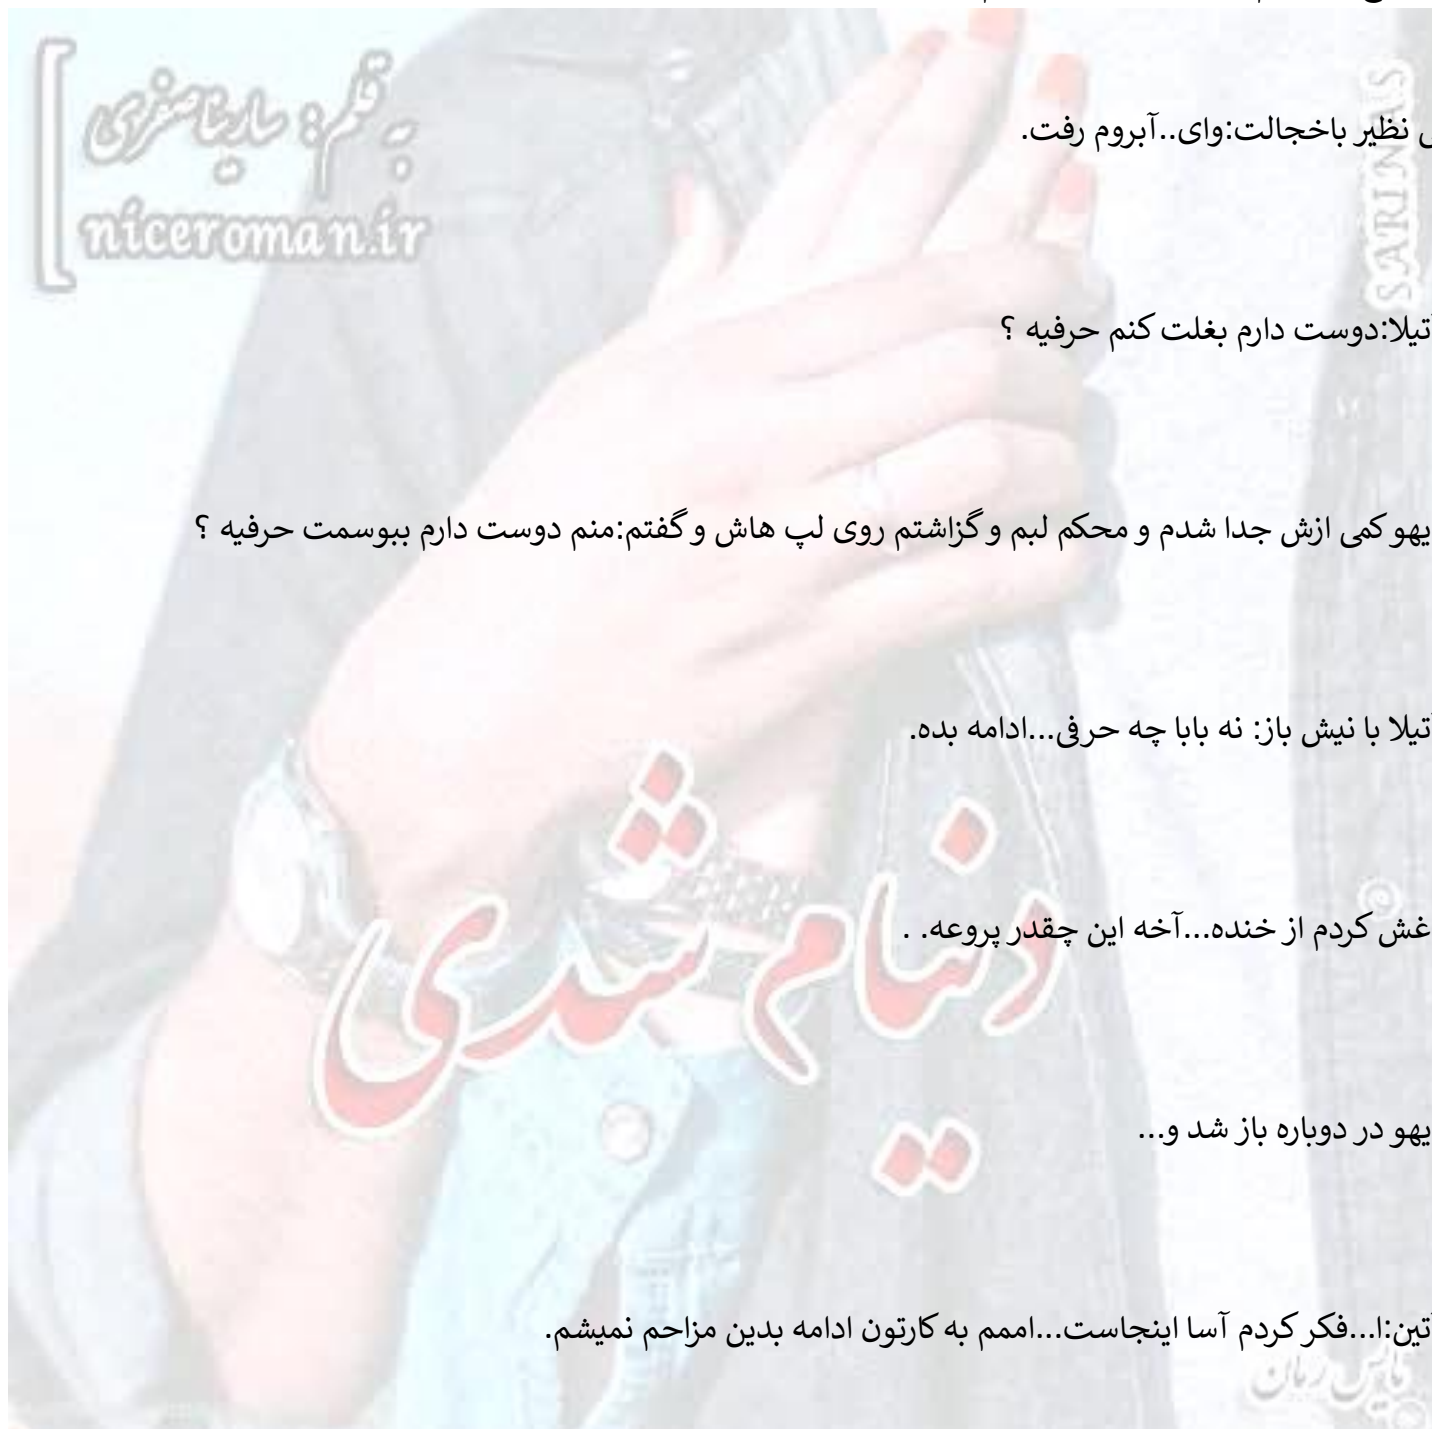 به قلم: سارینا صفری
niceroman.ir
SARINAS
نظیر باخجالت:وای..آبروم رفت.
تیلا:دوست دارم بغلت کنم حرفیه ؟
یهو کمی ازش جدا شدم و محکم لبم و گزاشتم روی لپ هاش و گفتم:منم دوست دارم ببوسمت حرفیه ؟
تیلا با نیش باز: نه بابا چه حرفی...ادامه بده.
غش کردم از خنده...آخه این چقدر پروعه. .
دنیام شدی
یهو در دوباره باز شد و...
تین:ا...فکر کردم آسا اینجاست...اممم به کارتون ادامه بدین مزاحم نمیشم.
نایس رمان